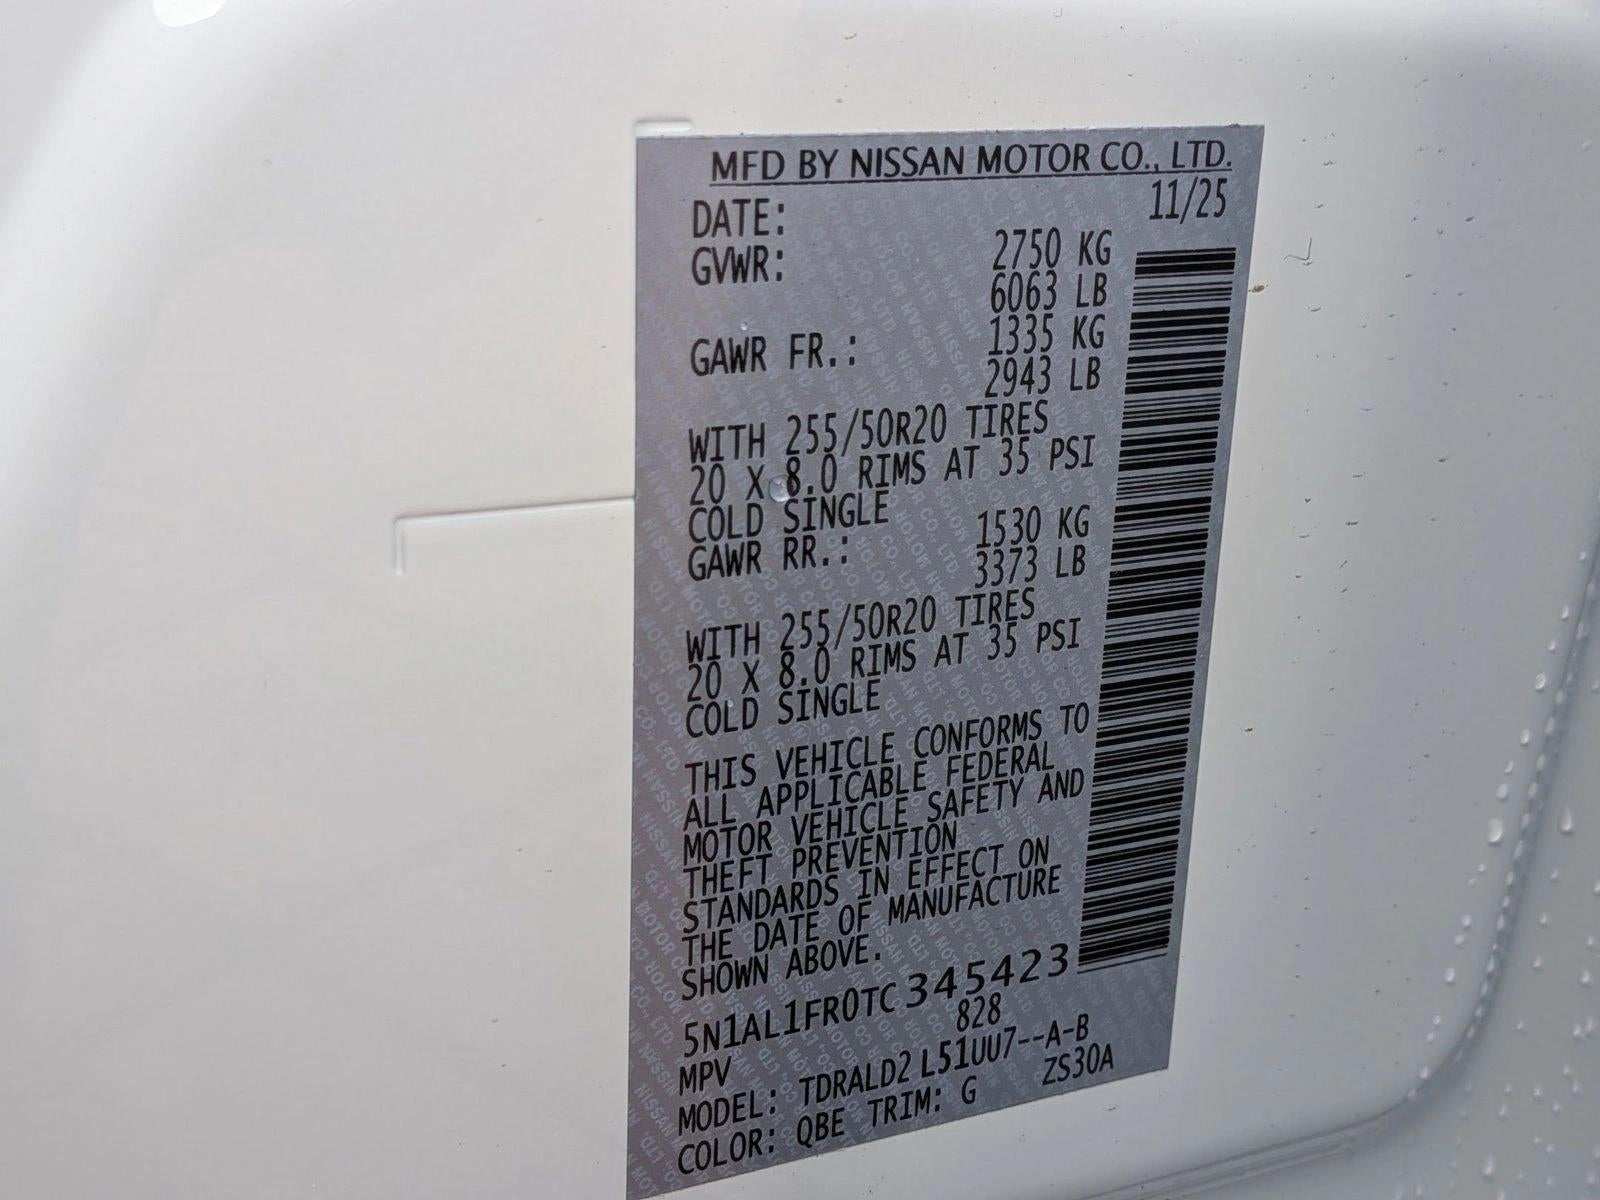 MFD BY NISSAN MOTOR CO., LTD.
DATE: 11/25
GVWR: 2750 KG
6063 LB
GAWR FR.: 1335 KG
2943 LB
WITH 255/50R20 TIRES
20 X 8.0 RIMS AT 35 PSI
COLD SINGLE
GAWR RR.: 1530 KG
3373 LB
WITH 255/50R20 TIRES
20 X 8.0 RIMS AT 35 PSI
COLD SINGLE
THIS VEHICLE CONFORMS TO
ALL APPLICABLE FEDERAL
MOTOR VEHICLE SAFETY AND
THEFT PREVENTION
STANDARDS IN EFFECT ON
THE DATE OF MANUFACTURE
SHOWN ABOVE.
5N1AL1FR0TC345423
MPV 828
MODEL: TDRALD2 L51UU7--A-B
COLOR: QBE TRIM: G ZS30A